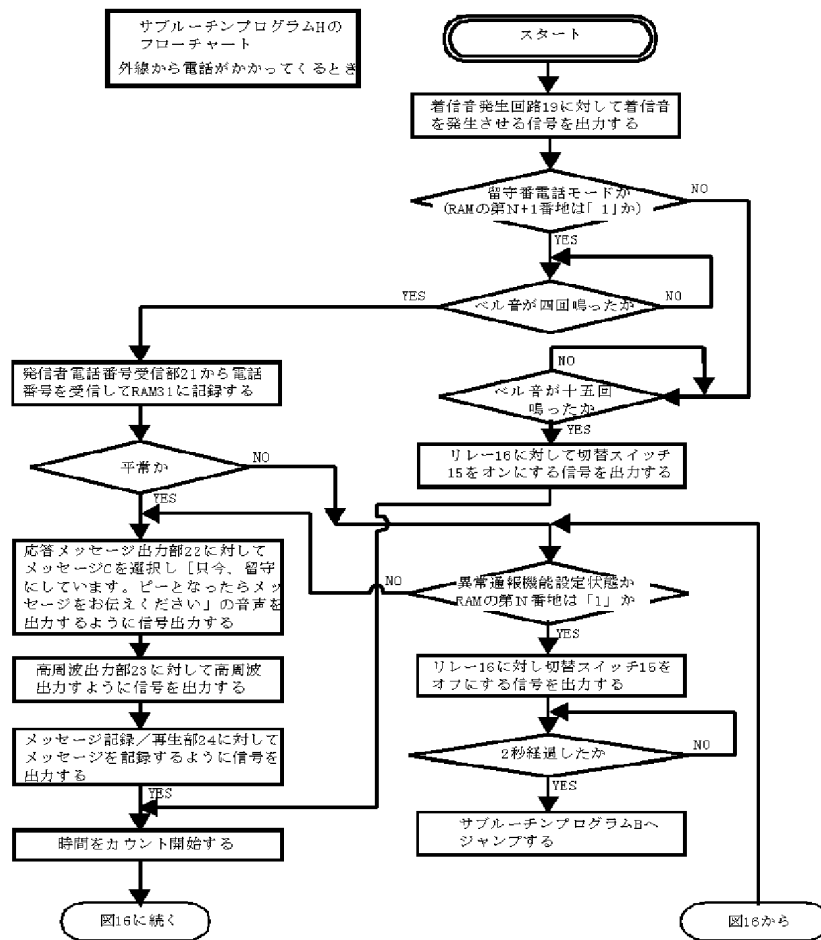 サブルーチンプログラムHの
フローチャート
外線から電話がかかってくるとき
スタート
着信音発生回路19に対して着信音
を発生させる信号を出力する
留守番電話モードか
(RAMの第N+1番地は「1」か)
NO
YES
ベル音が四回鳴ったか
YES
NO
発信者電話番号受信部21から電話
番号を受信してRAM31に記録する
NO
ベル音が十五回
鳴ったか
YES
平常か
NO
YES
リレー16に対して切替スイッチ
15をオンにする信号を出力する
応答メッセージ出力部22に対して
メッセージCを選択し「只今、留守
にしています。ピーとなったらメッ
セージをお伝えください」の音声を
出力するように信号出力する
NO
異常通報機能設定状態か
RAMの第N番地は「1」か
YES
高周波出力部23に対して高周波
出力すように信号を出力する
リレー16に対し切替スイッチ15を
オフにする信号を出力する
メッセージ記録／再生部24に対して
メッセージを記録するように信号を
出力する
YES
2秒経過したか
NO
YES
時間をカウント開始する
サブルーチンプログラムBへ
ジャンプする
図16に続く
図16から